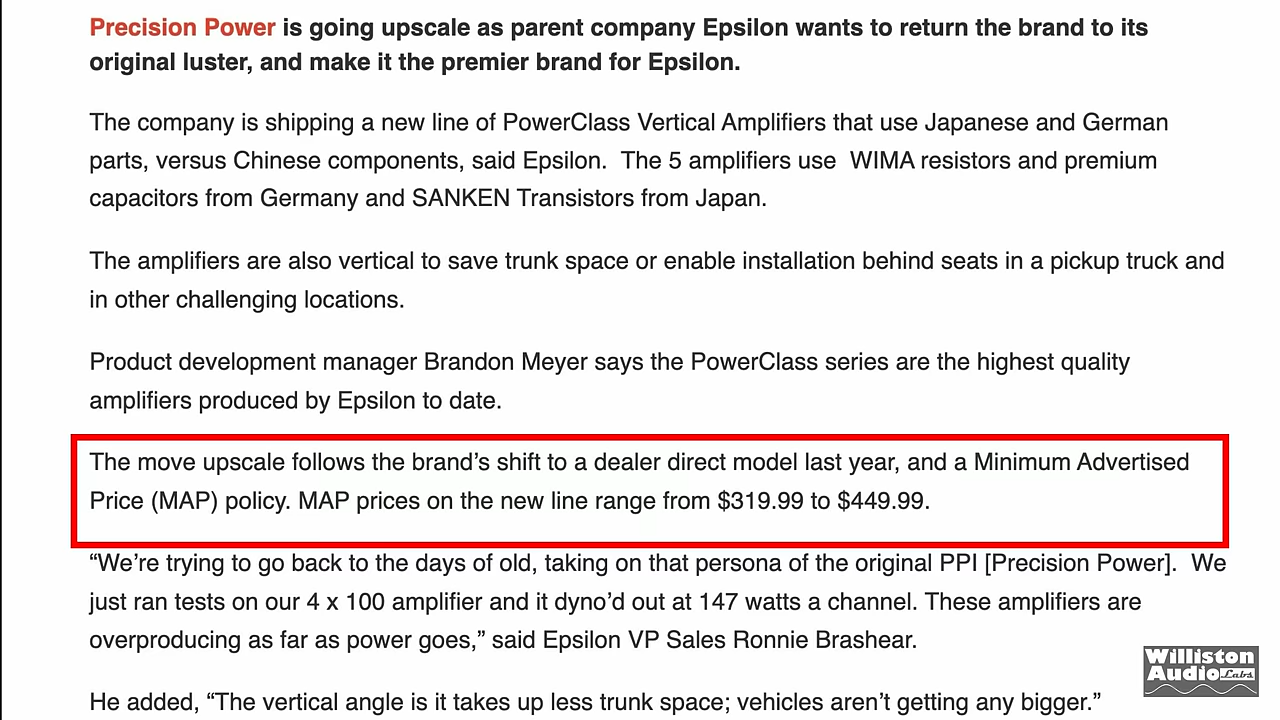 Precision Power is going upscale as parent company Epsilon wants to return the brand to its
original luster, and make it the premier brand for Epsilon.
The company is shipping a new line of PowerClass Vertical Amplifiers that use Japanese and German
parts, versus Chinese components, said Epsilon.  The 5 amplifiers use  WIMA resistors and premium
capacitors from Germany and SANKEN Transistors from Japan.
The amplifiers are also vertical to save trunk space or enable installation behind seats in a pickup truck and
in other challenging locations.
Product development manager Brandon Meyer says the PowerClass series are the highest quality
amplifiers produced by Epsilon to date.
The move upscale follows the brand’s shift to a dealer direct model last year, and a Minimum Advertised
Price (MAP) policy. MAP prices on the new line range from $319.99 to $449.99.
“We’re trying to go back to the days of old, taking on that persona of the original PPI [Precision Power].  We
just ran tests on our 4 x 100 amplifier and it dyno’d out at 147 watts a channel. These amplifiers are
overproducing as far as power goes,” said Epsilon VP Sales Ronnie Brashear.
He added, “The vertical angle is it takes up less trunk space; vehicles aren’t getting any bigger.”
Williston
Audio Labs